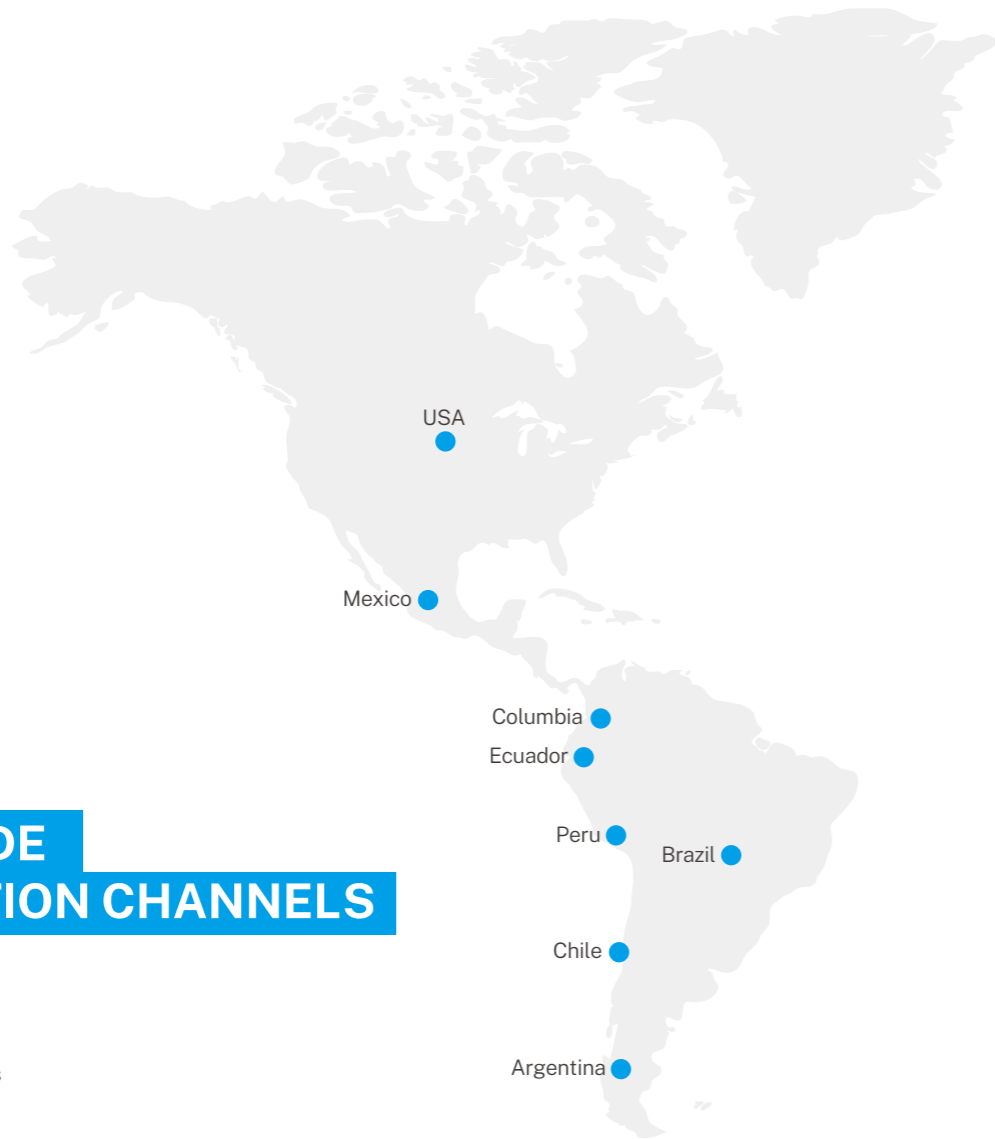 USA
Mexico
Columbia
Ecuador
Peru
Brazil
DE
TION CHANNELS
Chile
Argentina
s